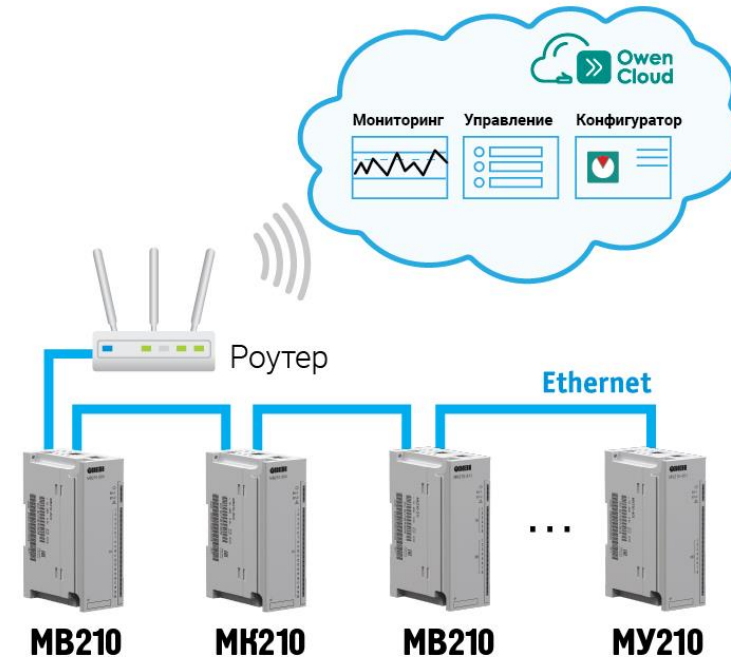 Owen
Cloud
Мониторинг Управление Конфигуратор
Роутер
Ethernet
...
МВ210 МК210 МВ210 МУ210